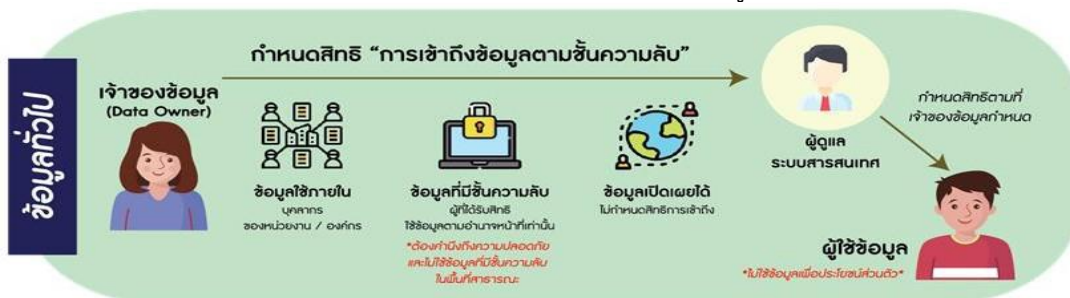 ข้อมูลทั่วไป
กำหนดสิทธิ “การเข้าถึงข้อมูลตามชั้นความลับ”
เจ้าของข้อมูล
(Data Owner)
ข้อมูลใช้ภายใน
บุคลากร
ของหน่วยงาน / องค์กร
ข้อมูลที่มีชั้นความลับ
ผู้ที่ได้รับสิทธิ
ใช้ข้อมูลตามอำนาจหน้าที่เท่านั้น
*ต้องคำนึงถึงความปลอดภัย
และไม่ใช้ข้อมูลที่มีชั้นความลับ
ในพื้นที่สาธารณะ
ข้อมูลเปิดเผยได้
ไม่กำหนดสิทธิการเข้าถึง
ผู้ดูแล
ระบบสารสนเทศ
กำหนดสิทธิตามที่
เจ้าของข้อมูลกำหนด
ผู้ใช้ข้อมูล
*ไม่ใช้ข้อมูลเพื่อประโยชน์ส่วนตัว*